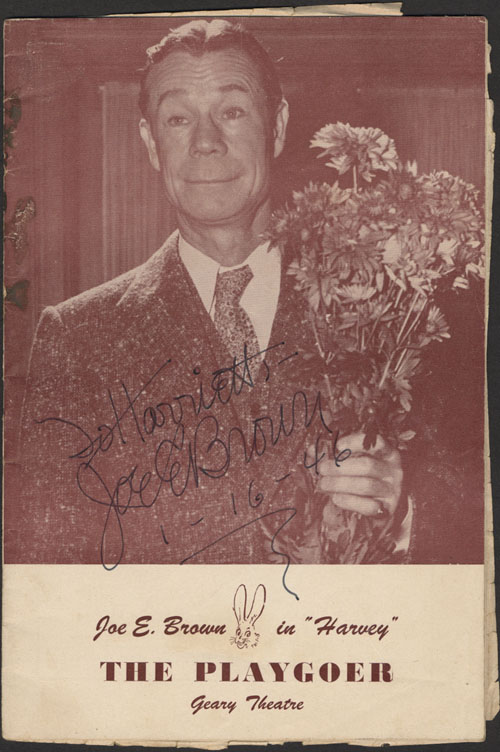 To Harriett -
Joe E Brown
1-16-46
Joe E. Brown in "Harvey"
THE PLAYGOER
Geary Theatre